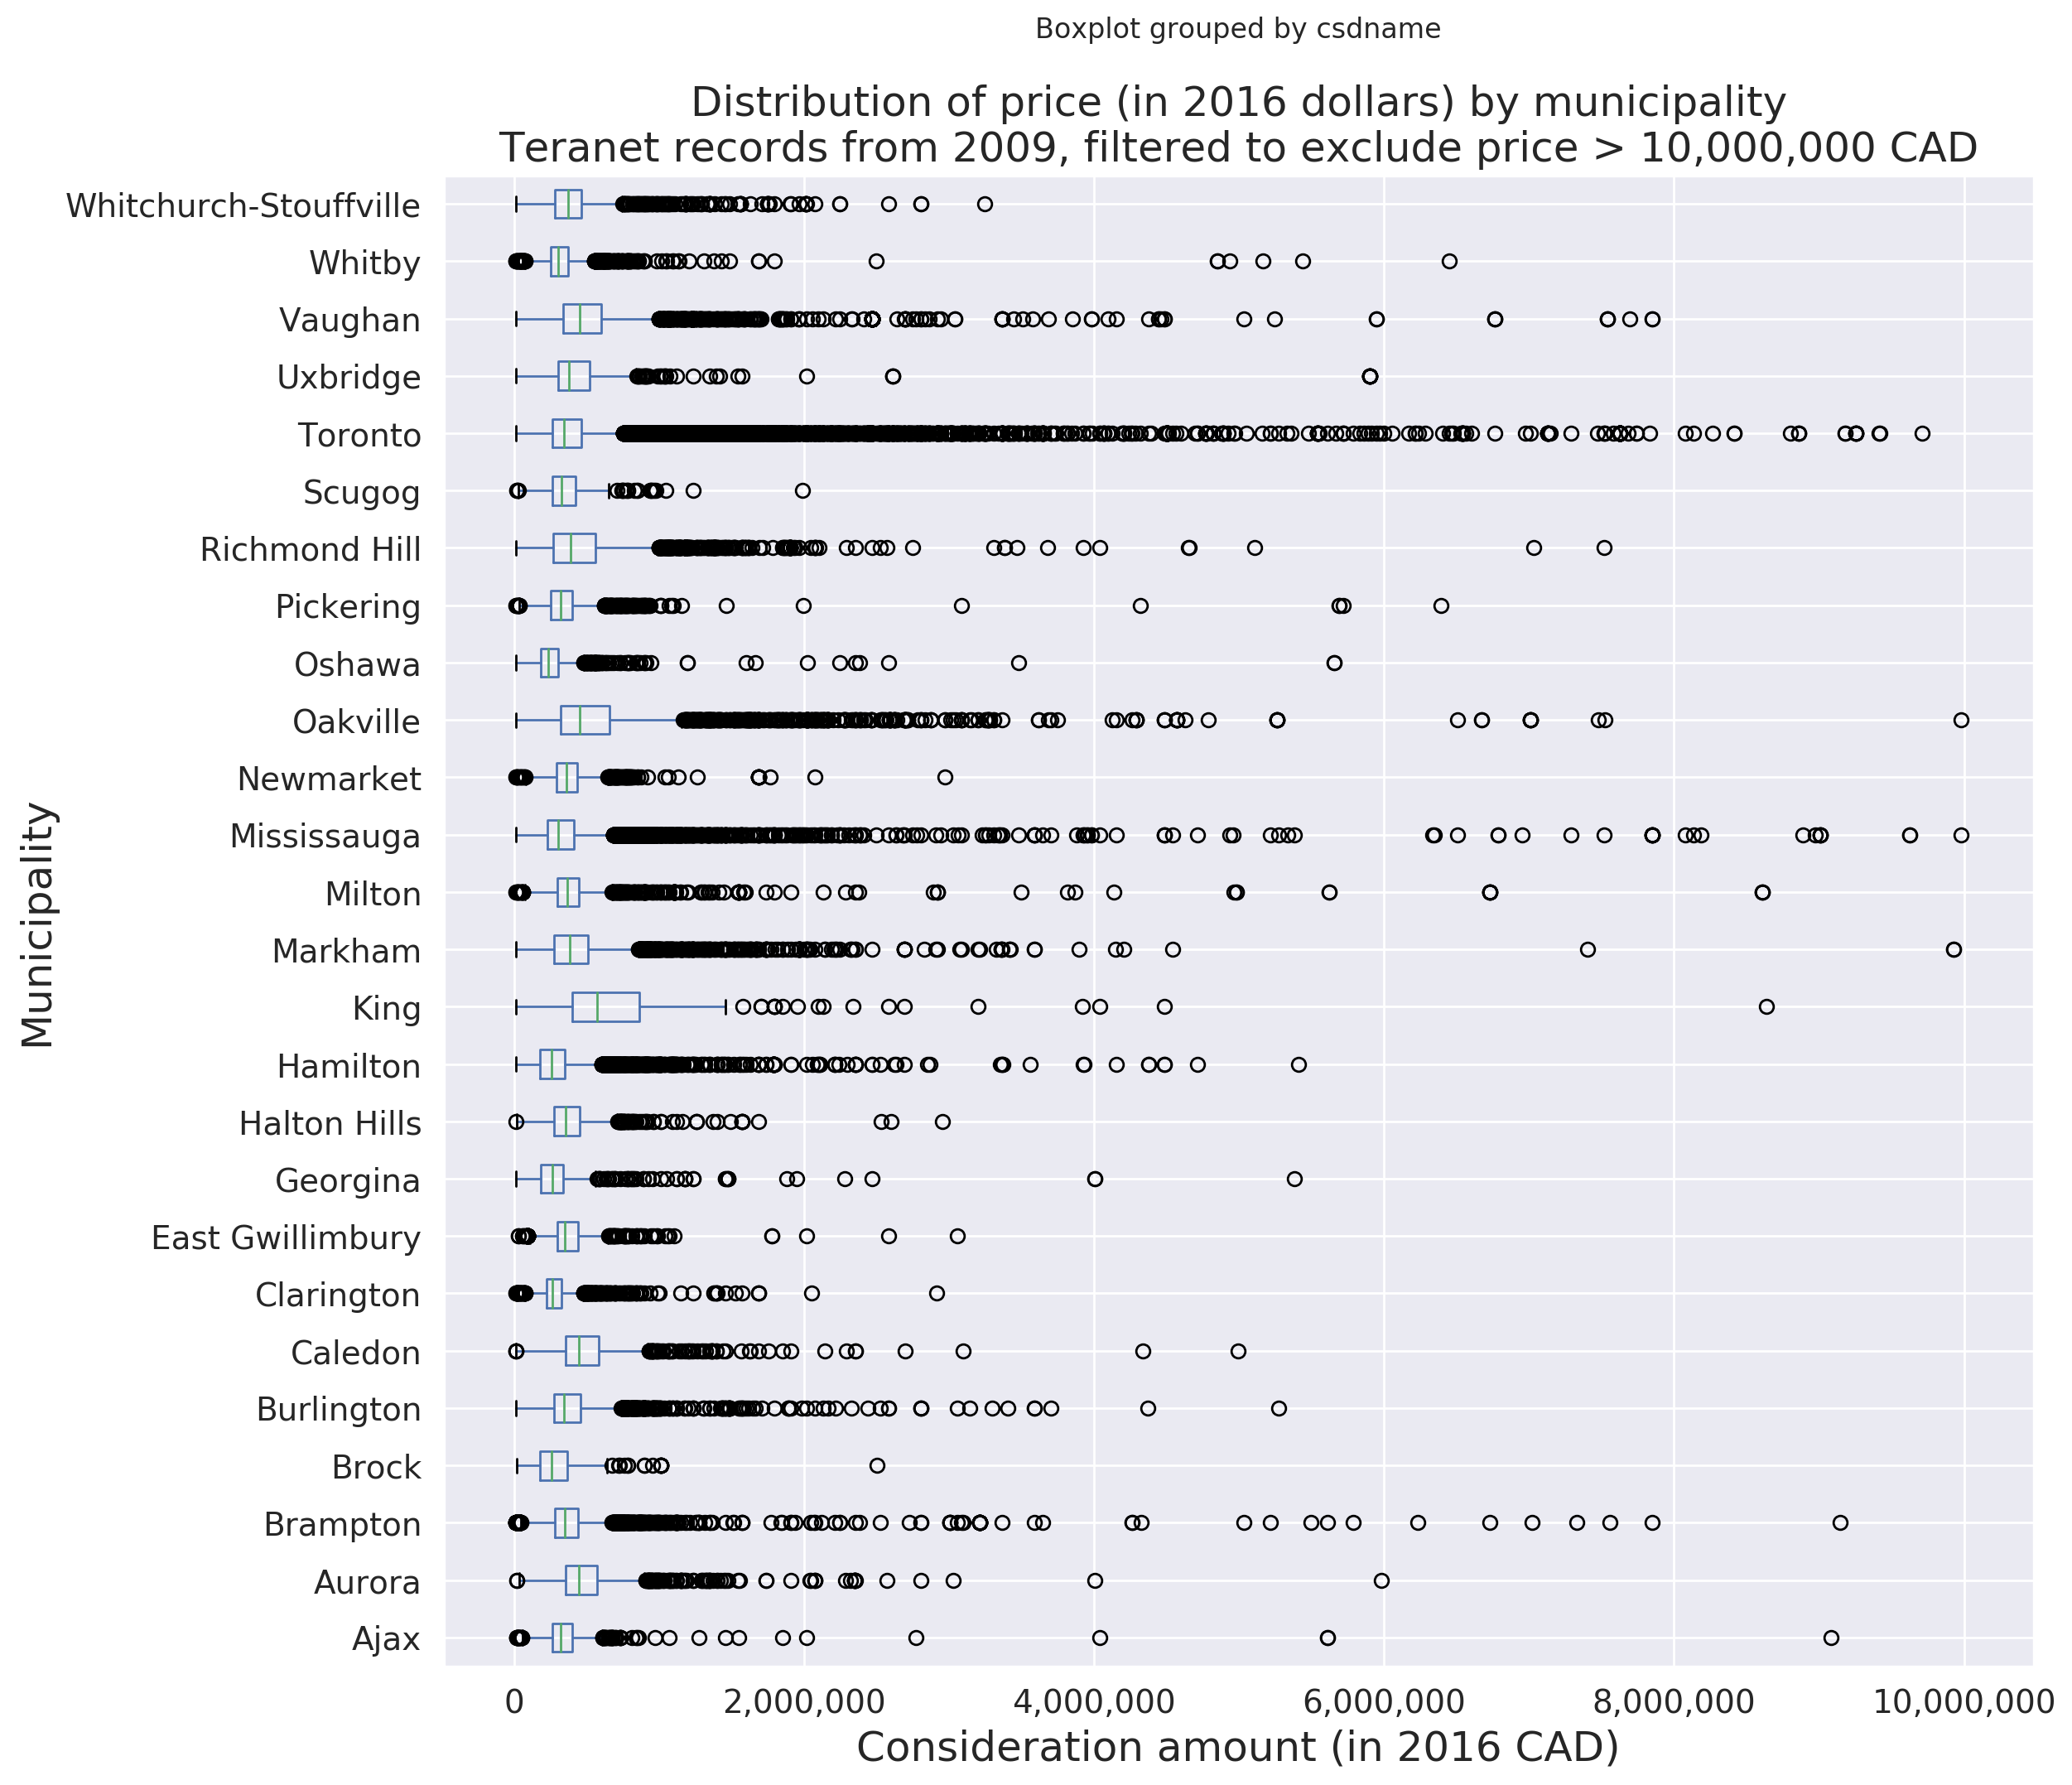 Boxplot grouped by csdname
Distribution of price (in 2016 dollars) by municipality
Teranet records from 2009, filtered to exclude price > 10,000,000 CAD
Municipality
Whitchurch-Stouffville
Whitby
Vaughan
Uxbridge
Toronto
Scugog
Richmond Hill
Pickering
Oshawa
Oakville
Newmarket
Mississauga
Milton
Markham
King
Hamilton
Halton Hills
Georgina
East Gwillimbury
Clarington
Caledon
Burlington
Brock
Brampton
Aurora
Ajax
0 2,000,000 4,000,000 6,000,000 8,000,000 10,000,000
Consideration amount (in 2016 CAD)